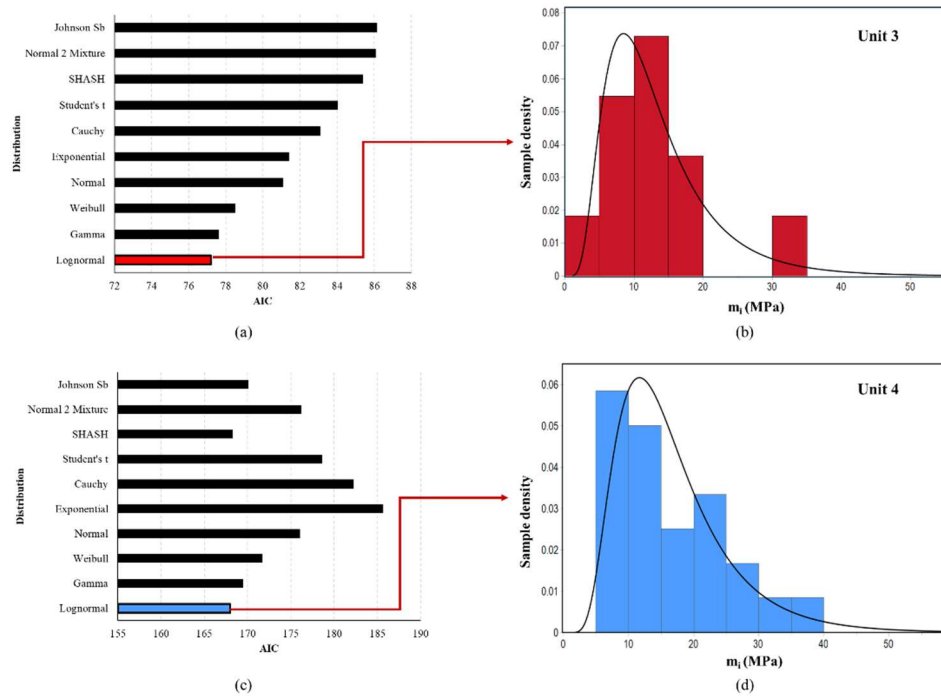 Distribution
Johnson Sb
Normal 2 Mixture
SHASH
Student's t
Cauchy
Exponential
Normal
Weibull
Gamma
Lognormal
72 74 76 78 80 82 84 86 88
AIC
(a)
Unit 3
Sample density
0.08
0.07
0.06
0.05
0.04
0.03
0.02
0.01
0
0 10 20 30 40 50
mi (MPa)
(b)
Distribution
Johnson Sb
Normal 2 Mixture
SHASH
Student's t
Cauchy
Exponential
Normal
Weibull
Gamma
Lognormal
155 160 165 170 175 180 185 190
AIC
(c)
Unit 4
Sample density
0.06
0.05
0.04
0.03
0.02
0.01
0
0 10 20 30 40 50
mi (MPa)
(d)